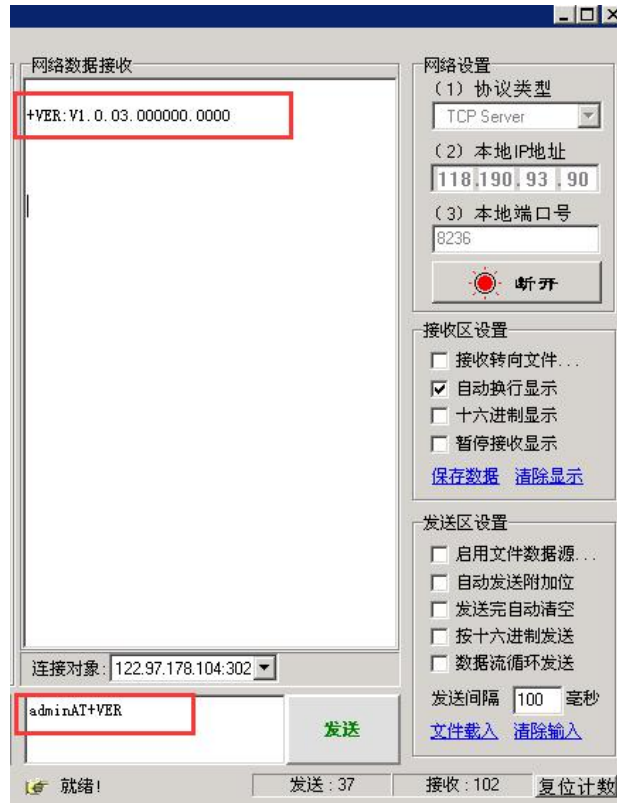 网络数据接收
+VER:V1.0.03.000000.0000
连接对象: 122.97.178.104:302
adminAT+VER
发送
网络设置
（1）协议类型
TCP Server
（2）本地IP地址
118.190.93.90
（3）本地端口号
8236
断开
接收区设置
接收转向文件...
自动换行显示
十六进制显示
暂停接收显示
保存数据 清除显示
发送区设置
启用文件数据源...
自动发送附加位
发送完自动清空
按十六进制发送
数据流循环发送
发送间隔 100 毫秒
文件载入 清除输入
就绪! 发送:37 接收:102 复位计数